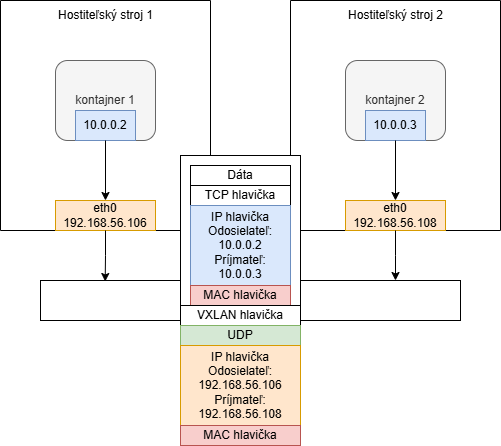 Hostiteľský stroj 1
Hostiteľský stroj 2
kontajner 1
10.0.0.2
kontajner 2
10.0.0.3
eth0
192.168.56.106
eth0
192.168.56.108
Dáta
TCP hlavička
IP hlavička
Odosielateľ:
10.0.0.2
Príjmateľ:
10.0.0.3
MAC hlavička
VXLAN hlavička
UDP
IP hlavička
Odosielateľ:
192.168.56.106
Príjmateľ:
192.168.56.108
MAC hlavička